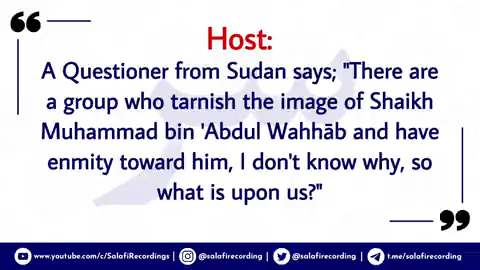 Host:
A Questioner from Sudan says; "There are
a group who tarnish the image of Shaikh
Muhammad bin 'Abdul Wahhāb and have
enmity toward him, I don't know why, so
what is upon us?"
www.youtube.com/c/SalafiRecordings | @salafirecording | @salafirecording | t.me/salafirecording